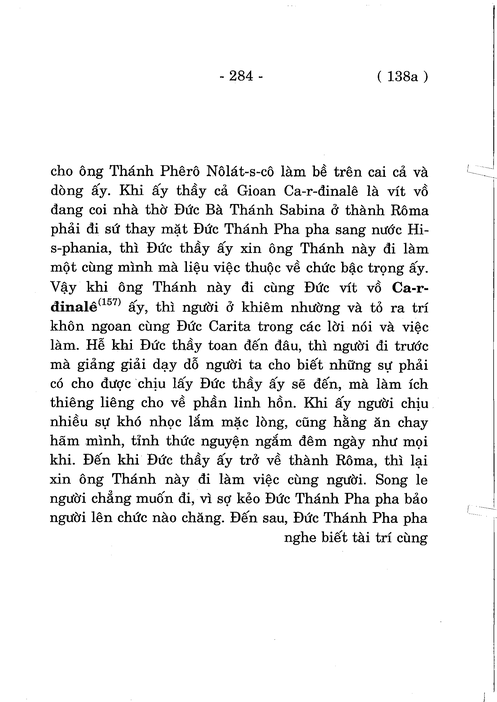 - 284 - ( 138a )
cho ông Thánh Phêrô Nôlát-s-cô làm bề trên cai cả và
dòng ấy. Khi ấy thầy cả Gioan Ca-r-đinalê là vít vồ
đang coi nhà thờ Đức Bà Thánh Sabina ở thành Rôma
phải đi sứ thay mặt Đức Thánh Pha pha sang nước Hi-
s-phania, thì Đức thầy ấy xin ông Thánh này đi làm
một cùng mình mà liệu việc thuộc về chức bậc trọng ấy.
Vậy khi ông Thánh này đi cùng Đức vít vồ Ca-r-
đinalê(157) ấy, thì người ở khiêm nhường và tỏ ra trí
khôn ngoan cùng Đức Carita trong các lời nói và việc
làm. Hễ khi Đức thầy toan đến đâu, thì người đi trước
mà giảng giải dạy dỗ người ta cho biết những sự phải
có cho được chịu lấy Đức thầy ấy sẽ đến, mà làm ích
thiêng liêng cho về phần linh hồn. Khi ấy người chịu
nhiều sự khó nhọc lắm mặc lòng, cũng hằng ăn chay
hãm mình, tỉnh thức nguyện ngắm đêm ngày như mọi
khi. Đến khi Đức thầy ấy trở về thành Rôma, thì lại
xin ông Thánh này đi làm việc cùng người. Song le
người chẳng muốn đi, vì sợ kẻo Đức Thánh Pha pha bảo
người lên chức nào chăng. Đến sau, Đức Thánh Pha pha
nghe biết tài trí cùng